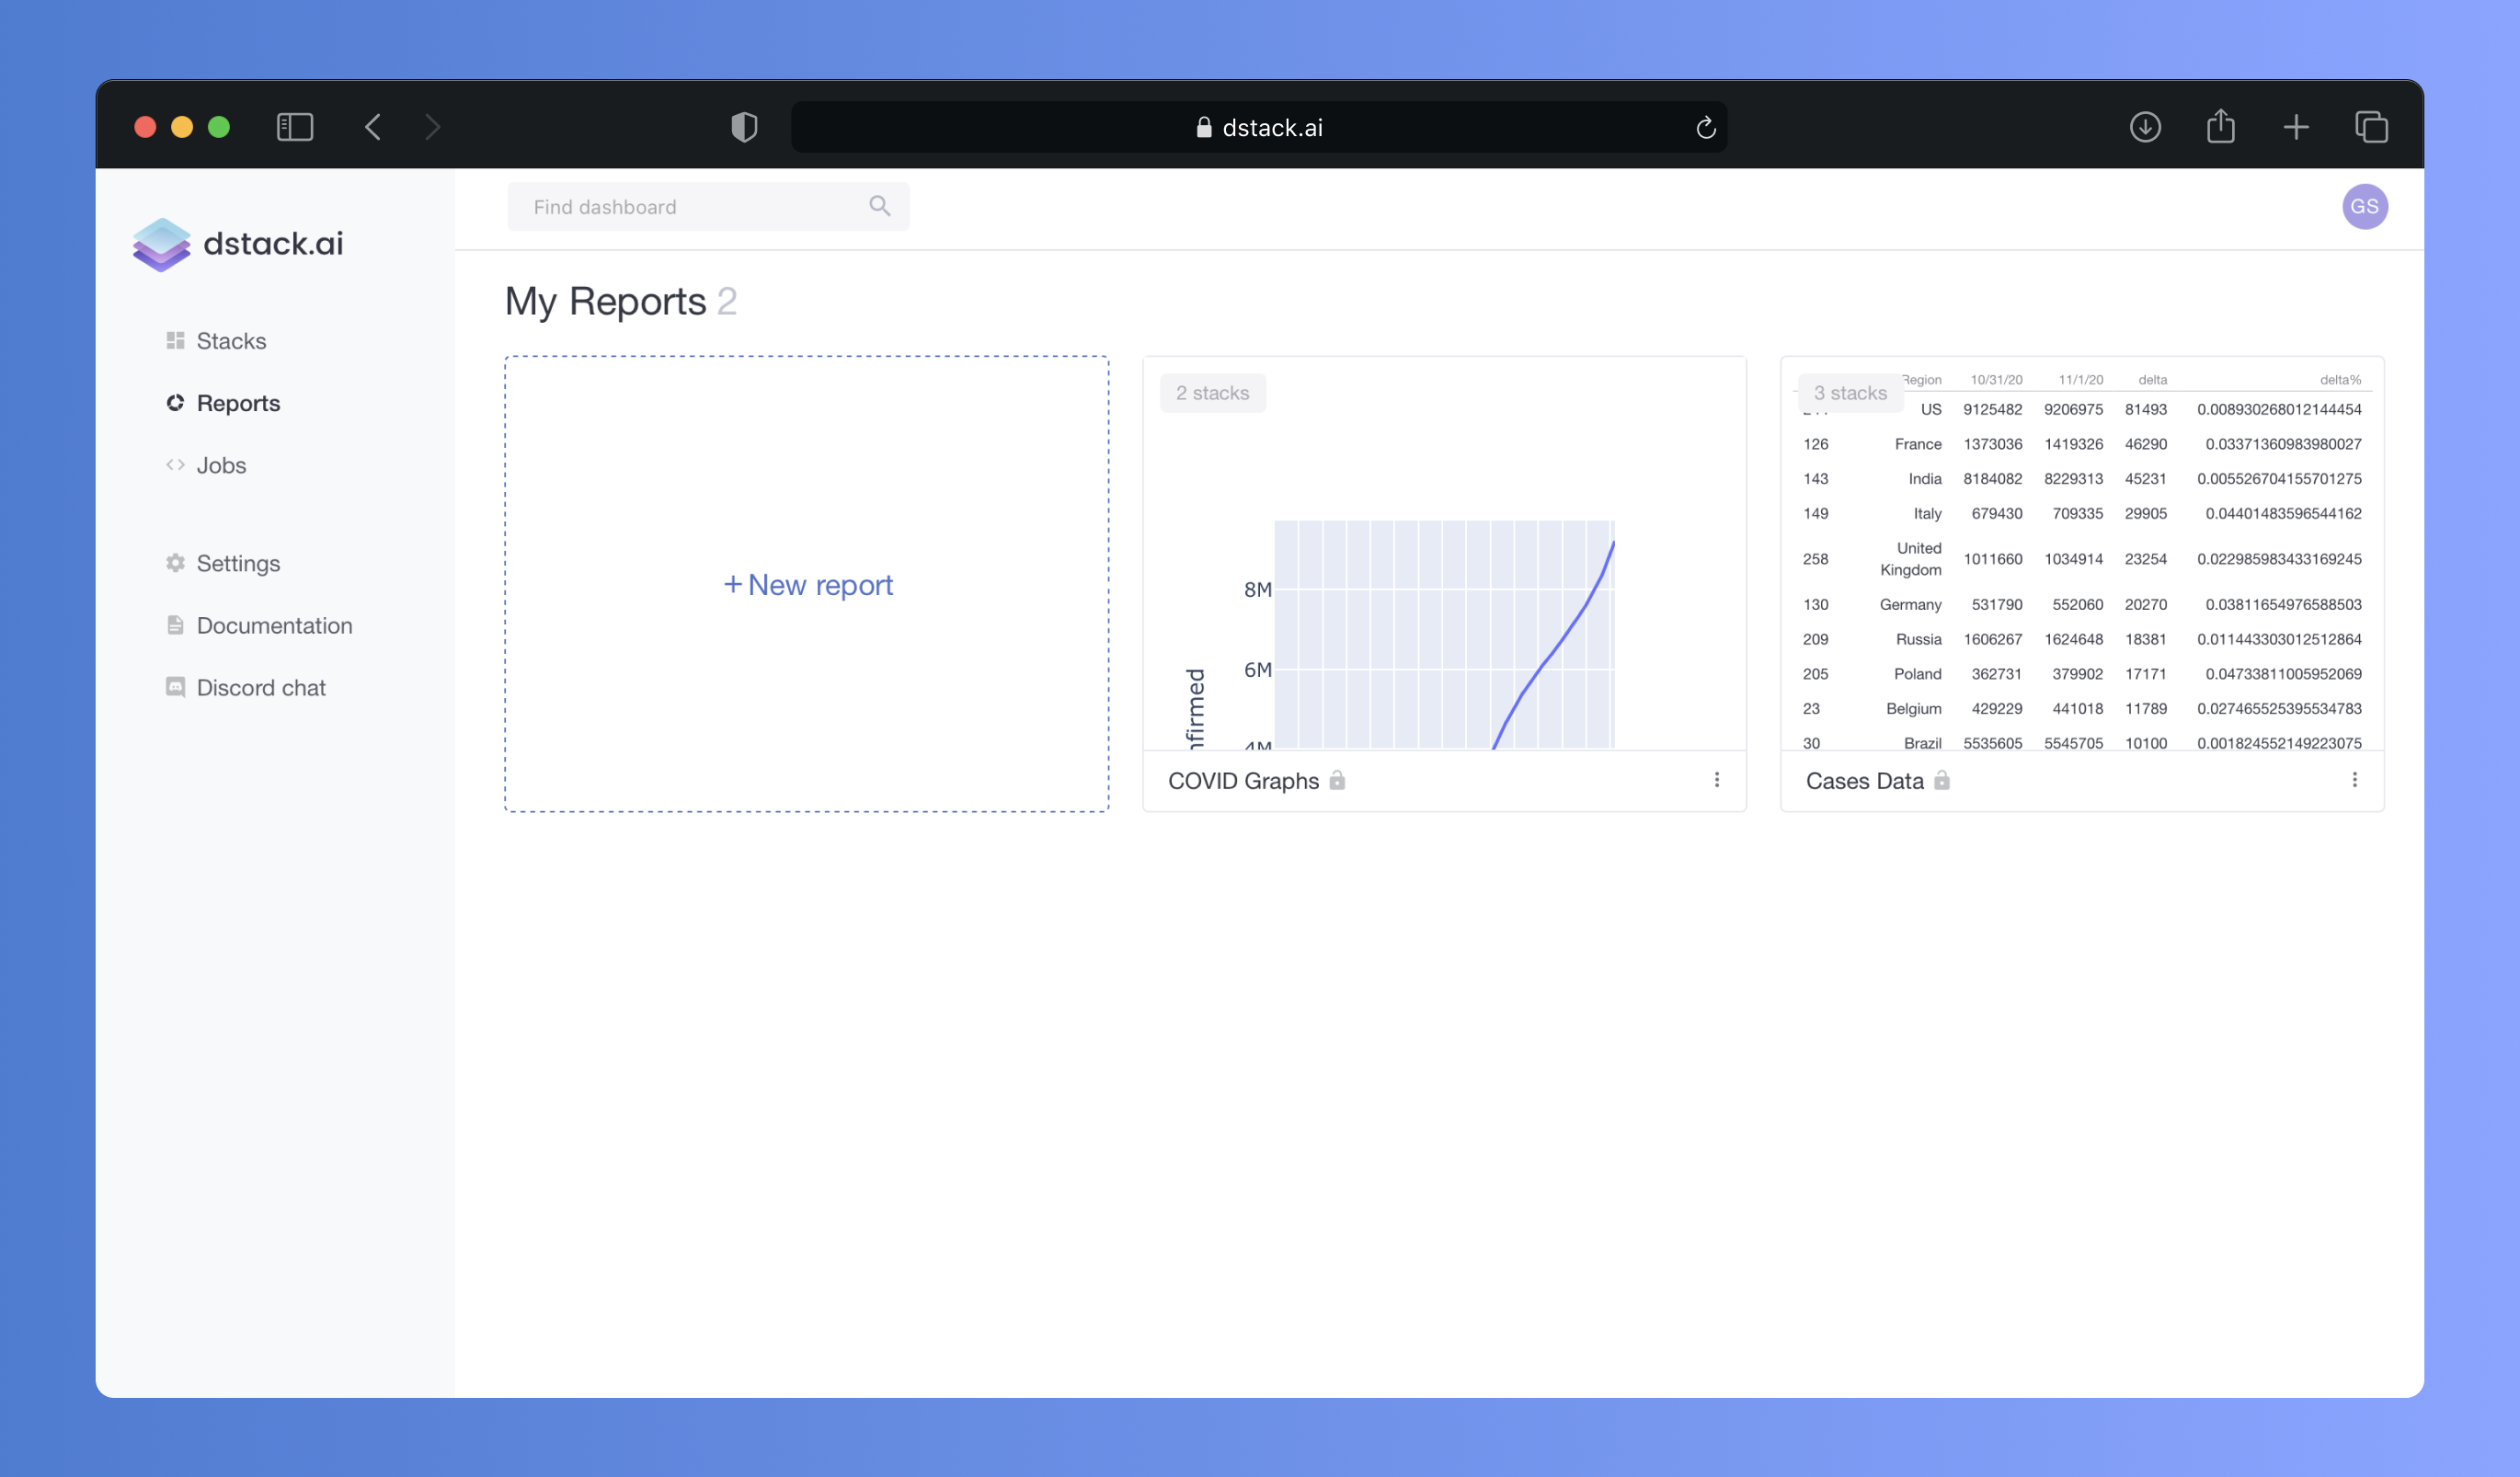 dstack.ai
dstack.ai
Stacks
Reports
Jobs
Settings
Documentation
Discord chat
Find dashboard
GS
My Reports 2
+ New report
2 stacks
8M
6M
4M
COVID Graphs
3 stacks
Region 10/31/20 11/1/20 delta delta%
US 9125482 9206975 81493 0.008930268012144454
126 France 1373036 1419326 46290 0.03371360983980027
143 India 8184082 8229313 45231 0.005526704155701275
149 Italy 679430 709335 29905 0.04401483596544162
258 United Kingdom 1011660 1034914 23254 0.022985983433169245
130 Germany 531790 552060 20270 0.03811654976588503
209 Russia 1606267 1624648 18381 0.011443303012512864
205 Poland 362731 379902 17171 0.04733811005952069
23 Belgium 429229 441018 11789 0.027465525395534783
30 Brazil 5535605 5545705 10100 0.001824552149223075
Cases Data